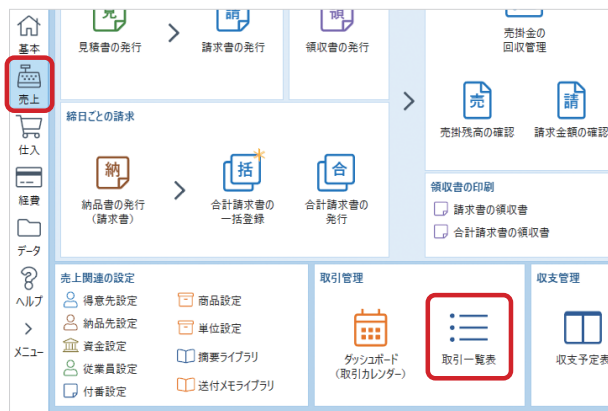 基本
売上
仕入
経費
データ
ヘルプ
メニュー
見
見積書の発行
請
請求書の発行
領
領収書の発行
売掛金の
回収管理
売
売掛残高の確認
請
請求金額の確認
締日ごとの請求
納
納品書の発行
(請求書)
括
合計請求書の
一括登録
合
合計請求書の
発行
領収書の印刷
請求書の領収書
合計請求書の領収書
売上関連の設定
得意先設定
納品先設定
資金設定
従業員設定
付番設定
商品設定
単位設定
摘要ライブラリ
送付メモライブラリ
取引管理
ダッシュボード
(取引カレンダー)
取引一覧表
収支管理
収支予定表